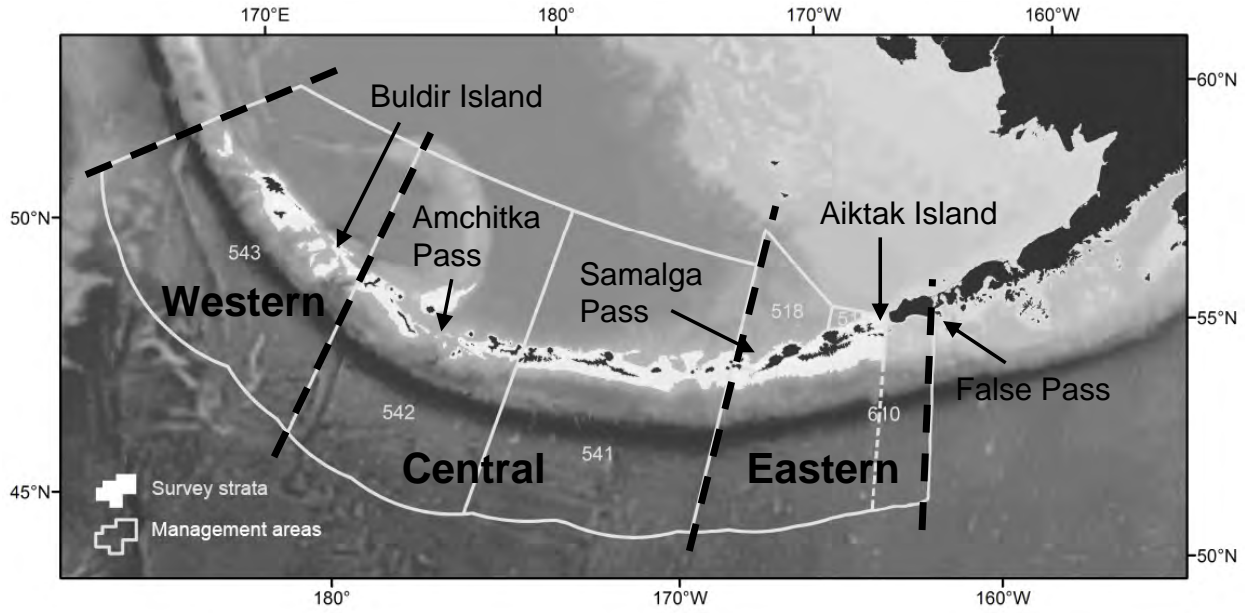 170°E 180° 170°W 160°W
60°N
Buldir Island
50°N
Amchitka
Pass
Aiktak Island
543
Samalga
Pass
Western
518
55°N
False Pass
542
610
541
Central
Eastern
45°N
Survey strata
Management areas
50°N
180° 170°W 160°W